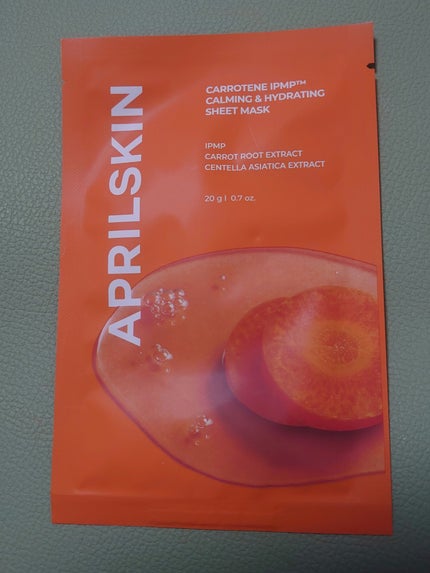 APRILSKIN
CARROTENE IPMP™
CALMING & HYDRATING
SHEET MASK
IPMP
CARROT ROOT EXTRACT
CENTELLA ASIATICA EXTRACT
20 g l 0.7 oz.